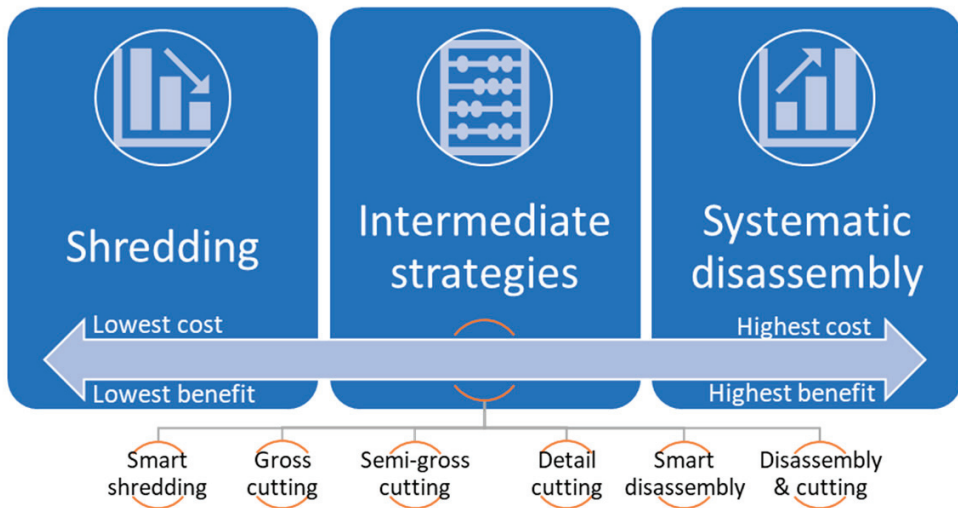 Shredding
Intermediate
strategies
Systematic
disassembly
Lowest cost
Highest cost
Lowest benefit
Highest benefit
Smart
shredding
Gross
cutting
Semi-gross
cutting
Detail
cutting
Smart
disassembly
Disassembly
& cutting